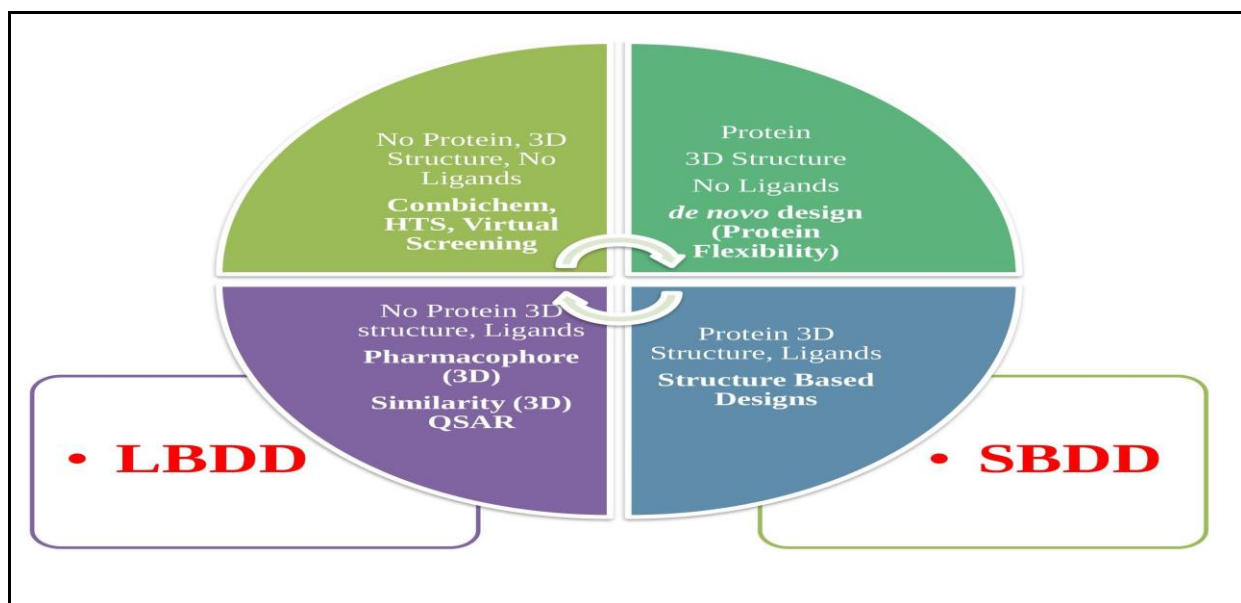 No Protein, 3D
Structure, No
Ligands
Combichem,
HTS, Virtual
Screening
Protein
3D Structure
No Ligands
de novo design
(Protein
Flexibility)
No Protein 3D
structure, Ligands
Pharmacophore
(3D)
Similarity (3D)
QSAR
Protein 3D
Structure, Ligands
Structure Based
Designs
• LBDD
• SBDD